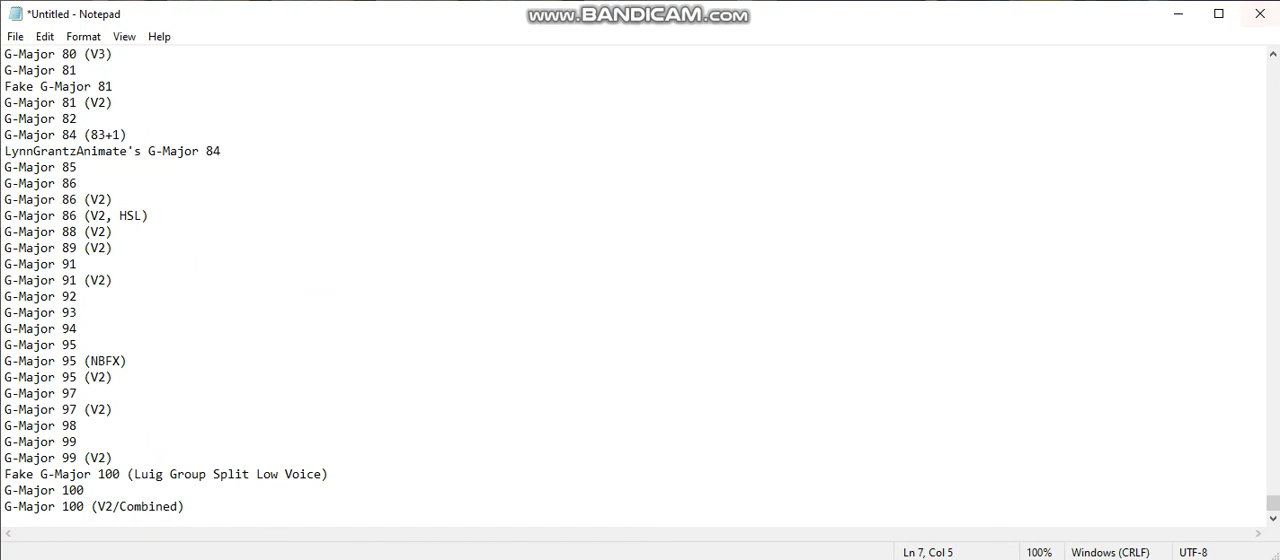 *Untitled - Notepad
www.BANDICAM.com
File Edit Format View Help
G-Major 80 (V3)
G-Major 81
Fake G-Major 81
G-Major 81 (V2)
G-Major 82
G-Major 84 (83+1)
LynnGrantzAnimate's G-Major 84
G-Major 85
G-Major 86
G-Major 86 (V2)
G-Major 86 (V2, HSL)
G-Major 88 (V2)
G-Major 89 (V2)
G-Major 91
G-Major 91 (V2)
G-Major 92
G-Major 93
G-Major 94
G-Major 95
G-Major 95 (NBFX)
G-Major 95 (V2)
G-Major 97
G-Major 97 (V2)
G-Major 98
G-Major 99
G-Major 99 (V2)
Fake G-Major 100 (Luig Group Split Low Voice)
G-Major 100
G-Major 100 (V2/Combined)
Ln 7, Col 5 100% Windows (CRLF) UTF-8